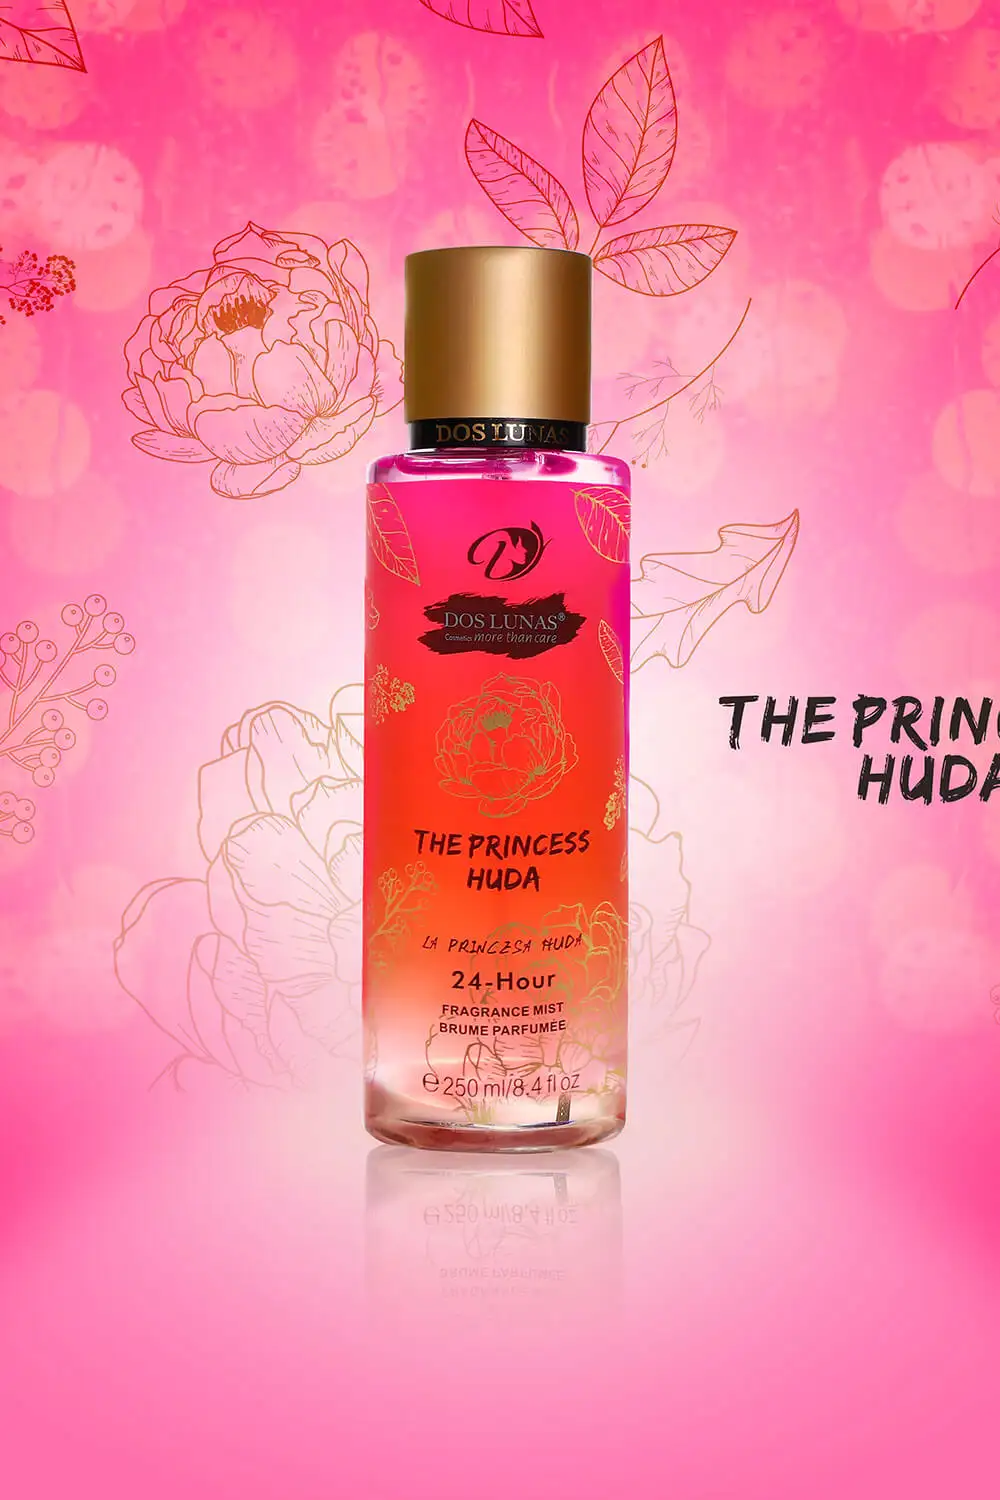 DOS LUNAS
DOS LUNAS®
Cosmetics more than care
THE PRINCESS
HUDA
LA PRINCESA HUDA
24-Hour
FRAGRANCE MIST
BRUME PARFUMÉE
℮250 ml/8.4 fl oz
THE PRINC
HUDA